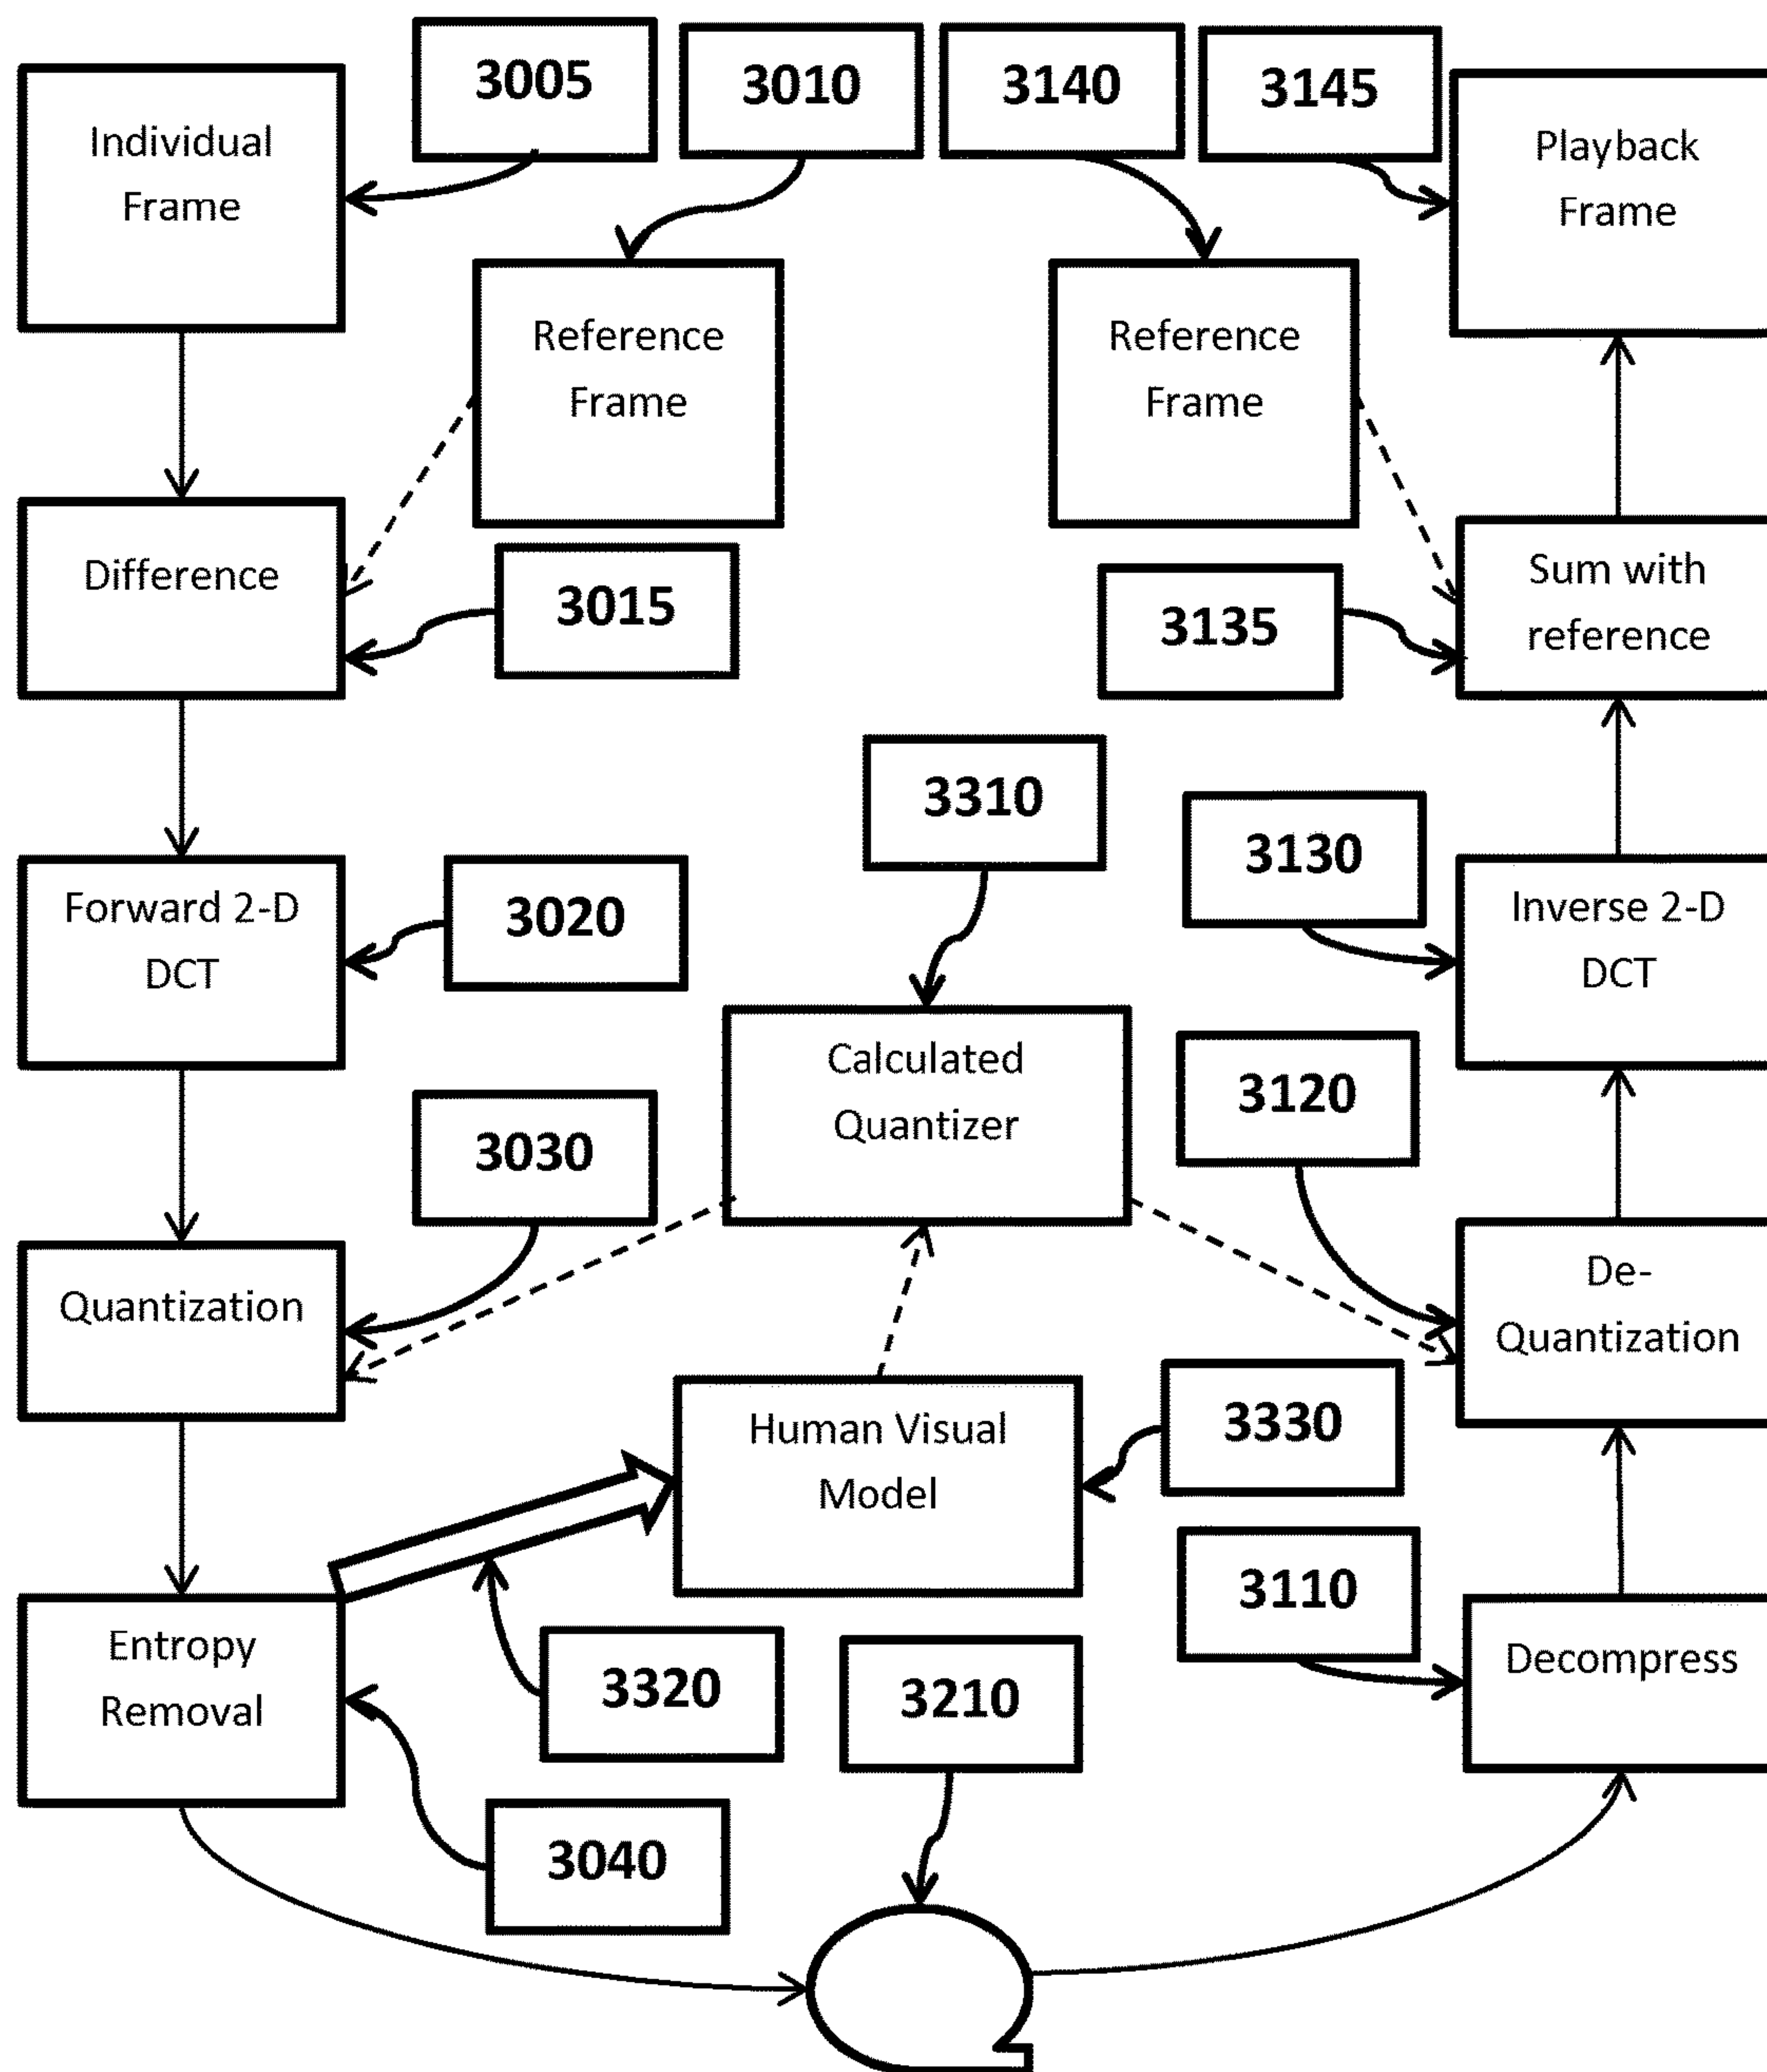 3005
3010
3140
3145
Individual
Frame
Playback
Frame
Reference
Frame
Reference
Frame
Difference
3015
3135
Sum with
reference
3310
3130
Forward 2-D
DCT
3020
Inverse 2-D
DCT
Calculated
Quantizer
3120
3030
Quantization
De-
Quantization
Human Visual
Model
3330
3110
Entropy
Removal
3320
3210
Decompress
3040